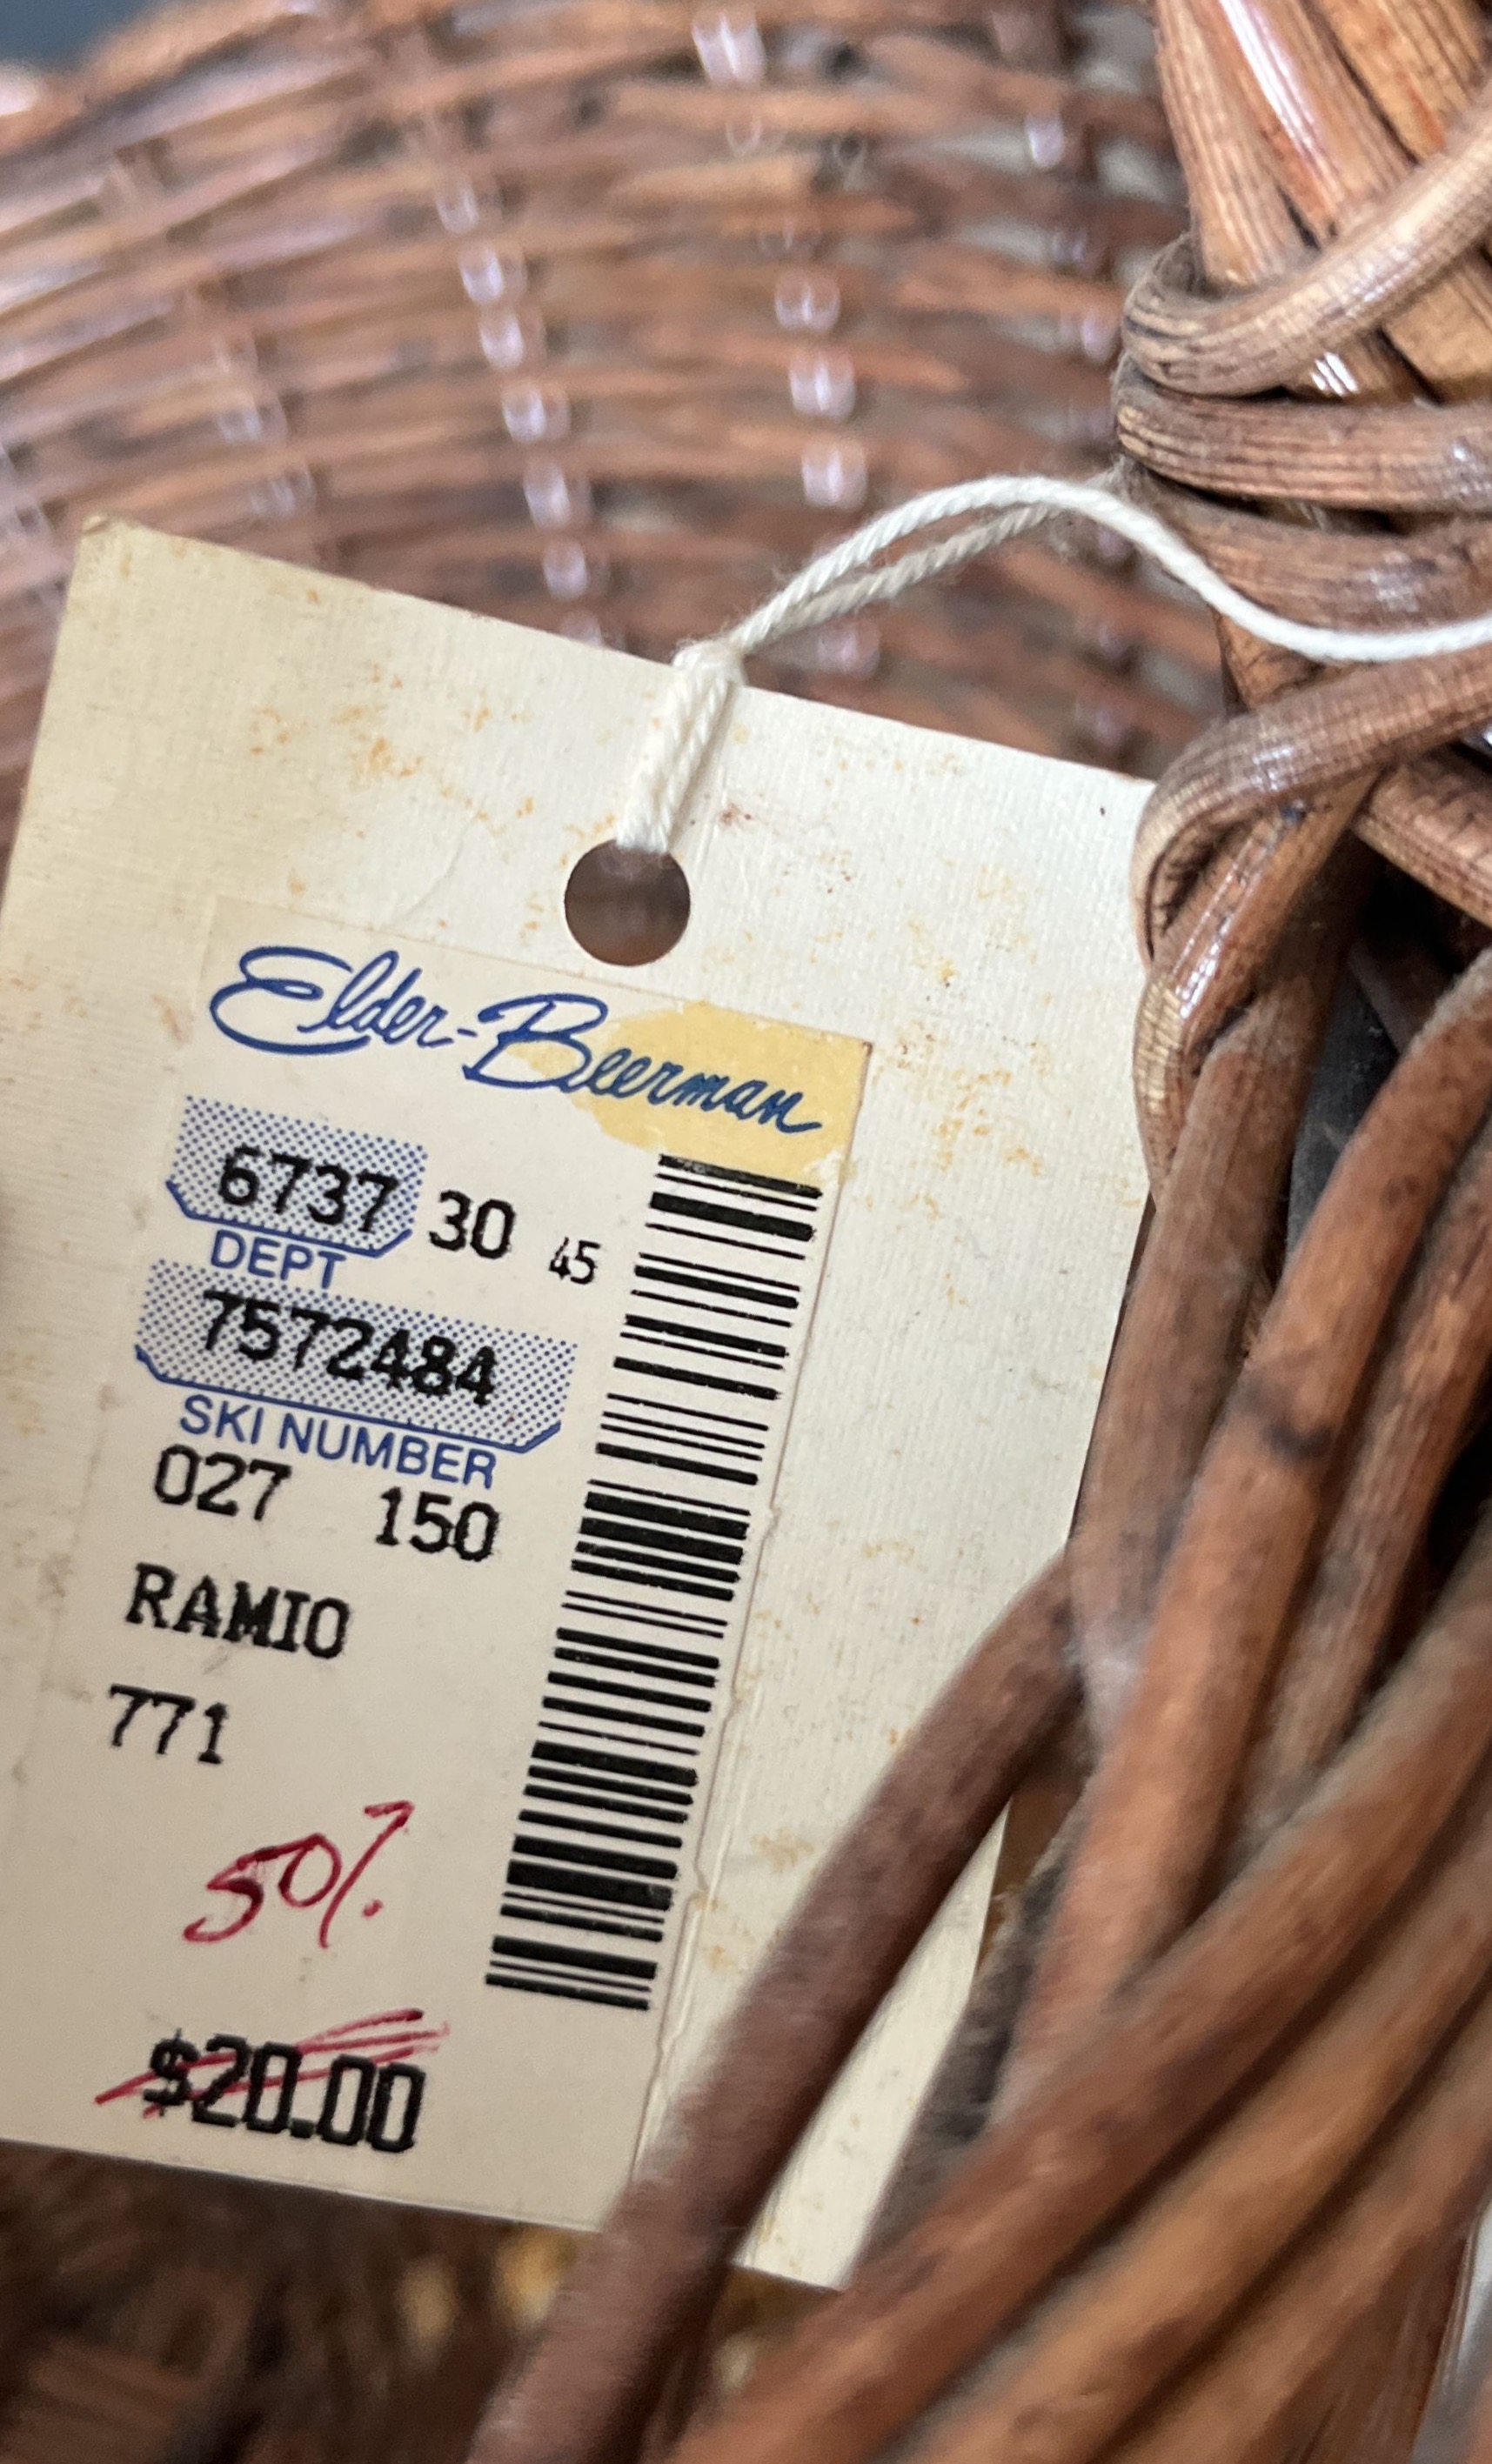 Elder-Beerman
6737 30 45
DEPT
7572484
SKI NUMBER
027 150
RAMIO
771
50%
$20.00